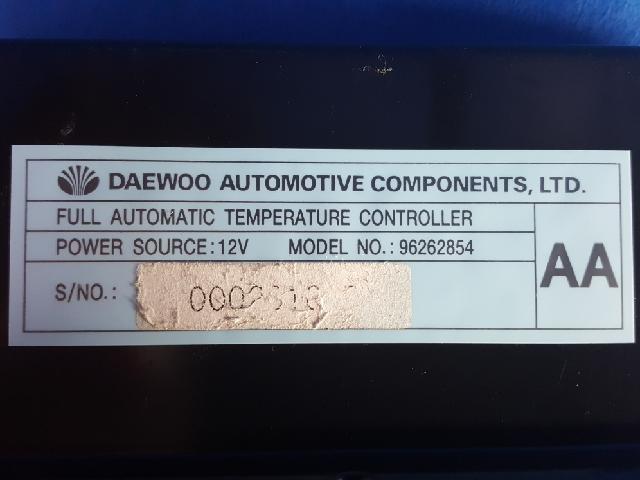 DAEWOO AUTOMOTIVE COMPONENTS, LTD.
FULL AUTOMATIC TEMPERATURE CONTROLLER
POWER SOURCE:12V MODEL NO.:96262854
AA
S/NO.: